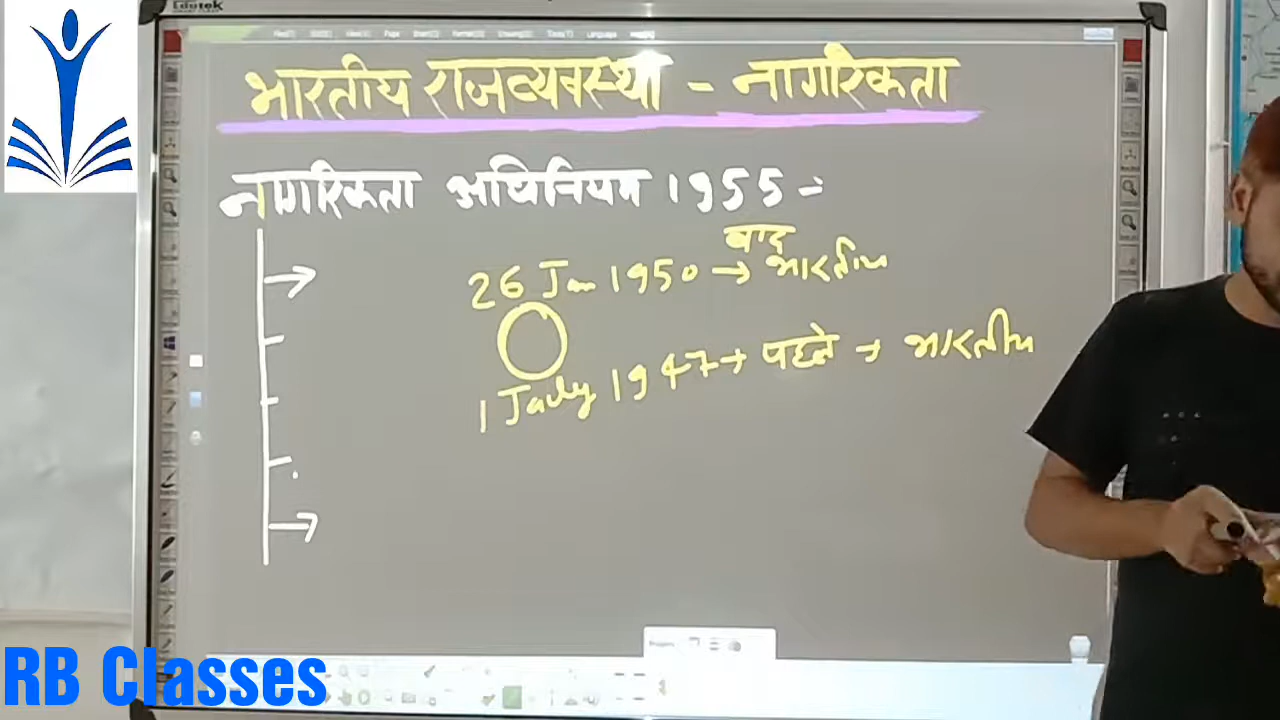 Edutek
भारतीय राजव्यवस्था - नागरिकता
नागरिकता अधिनियम 1955 -
बाद
26 Jan 1950 → भारतीय
1 July 1947 → पहले → भारतीय
RB Classes